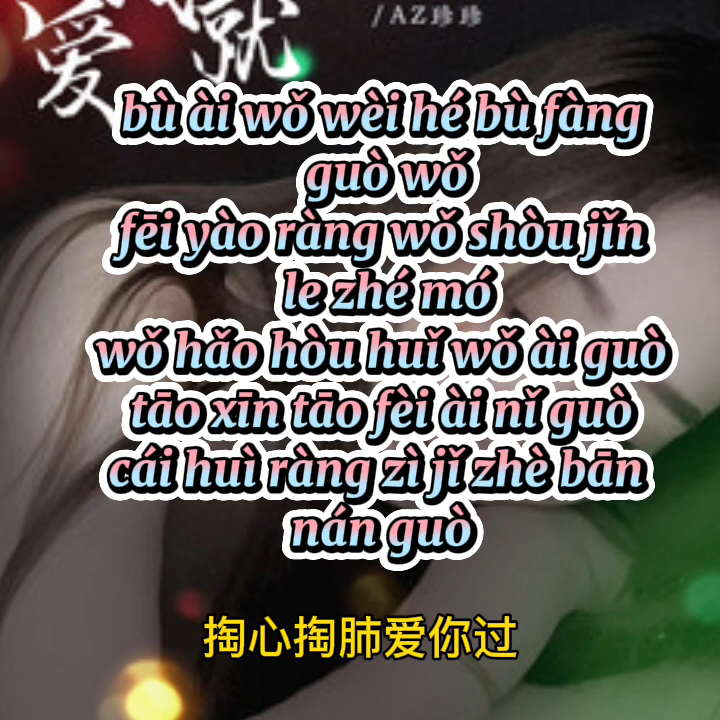 爱就
/AZ珍珍
bù ài wǒ wèi hé bù fàng
guò wǒ
fēi yào ràng wǒ shòu jǐn
le zhé mó
wǒ hǎo hòu huǐ wǒ ài guò
tāo xīn tāo fèi ài nǐ guò
cái huì ràng zì jǐ zhè bān
nán guò
掏心掏肺爱你过